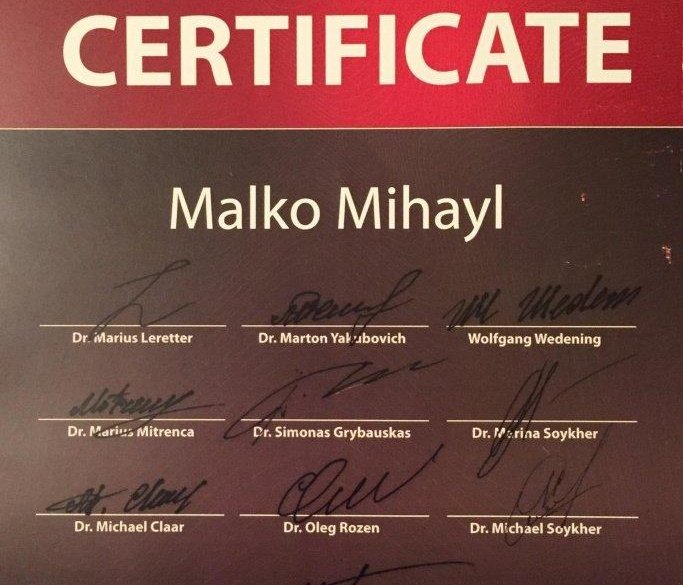 CERTIFICATE
Malko Mihayl
Dr. Marius Leretter Dr. Marton Yakubovich Wolfgang Wedening
Dr. Marius Mitrenca Dr. Simonas Grybauskas Dr. Merina Soykher
Dr. Michael Claar Dr. Oleg Rozen Dr. Michael Soykher